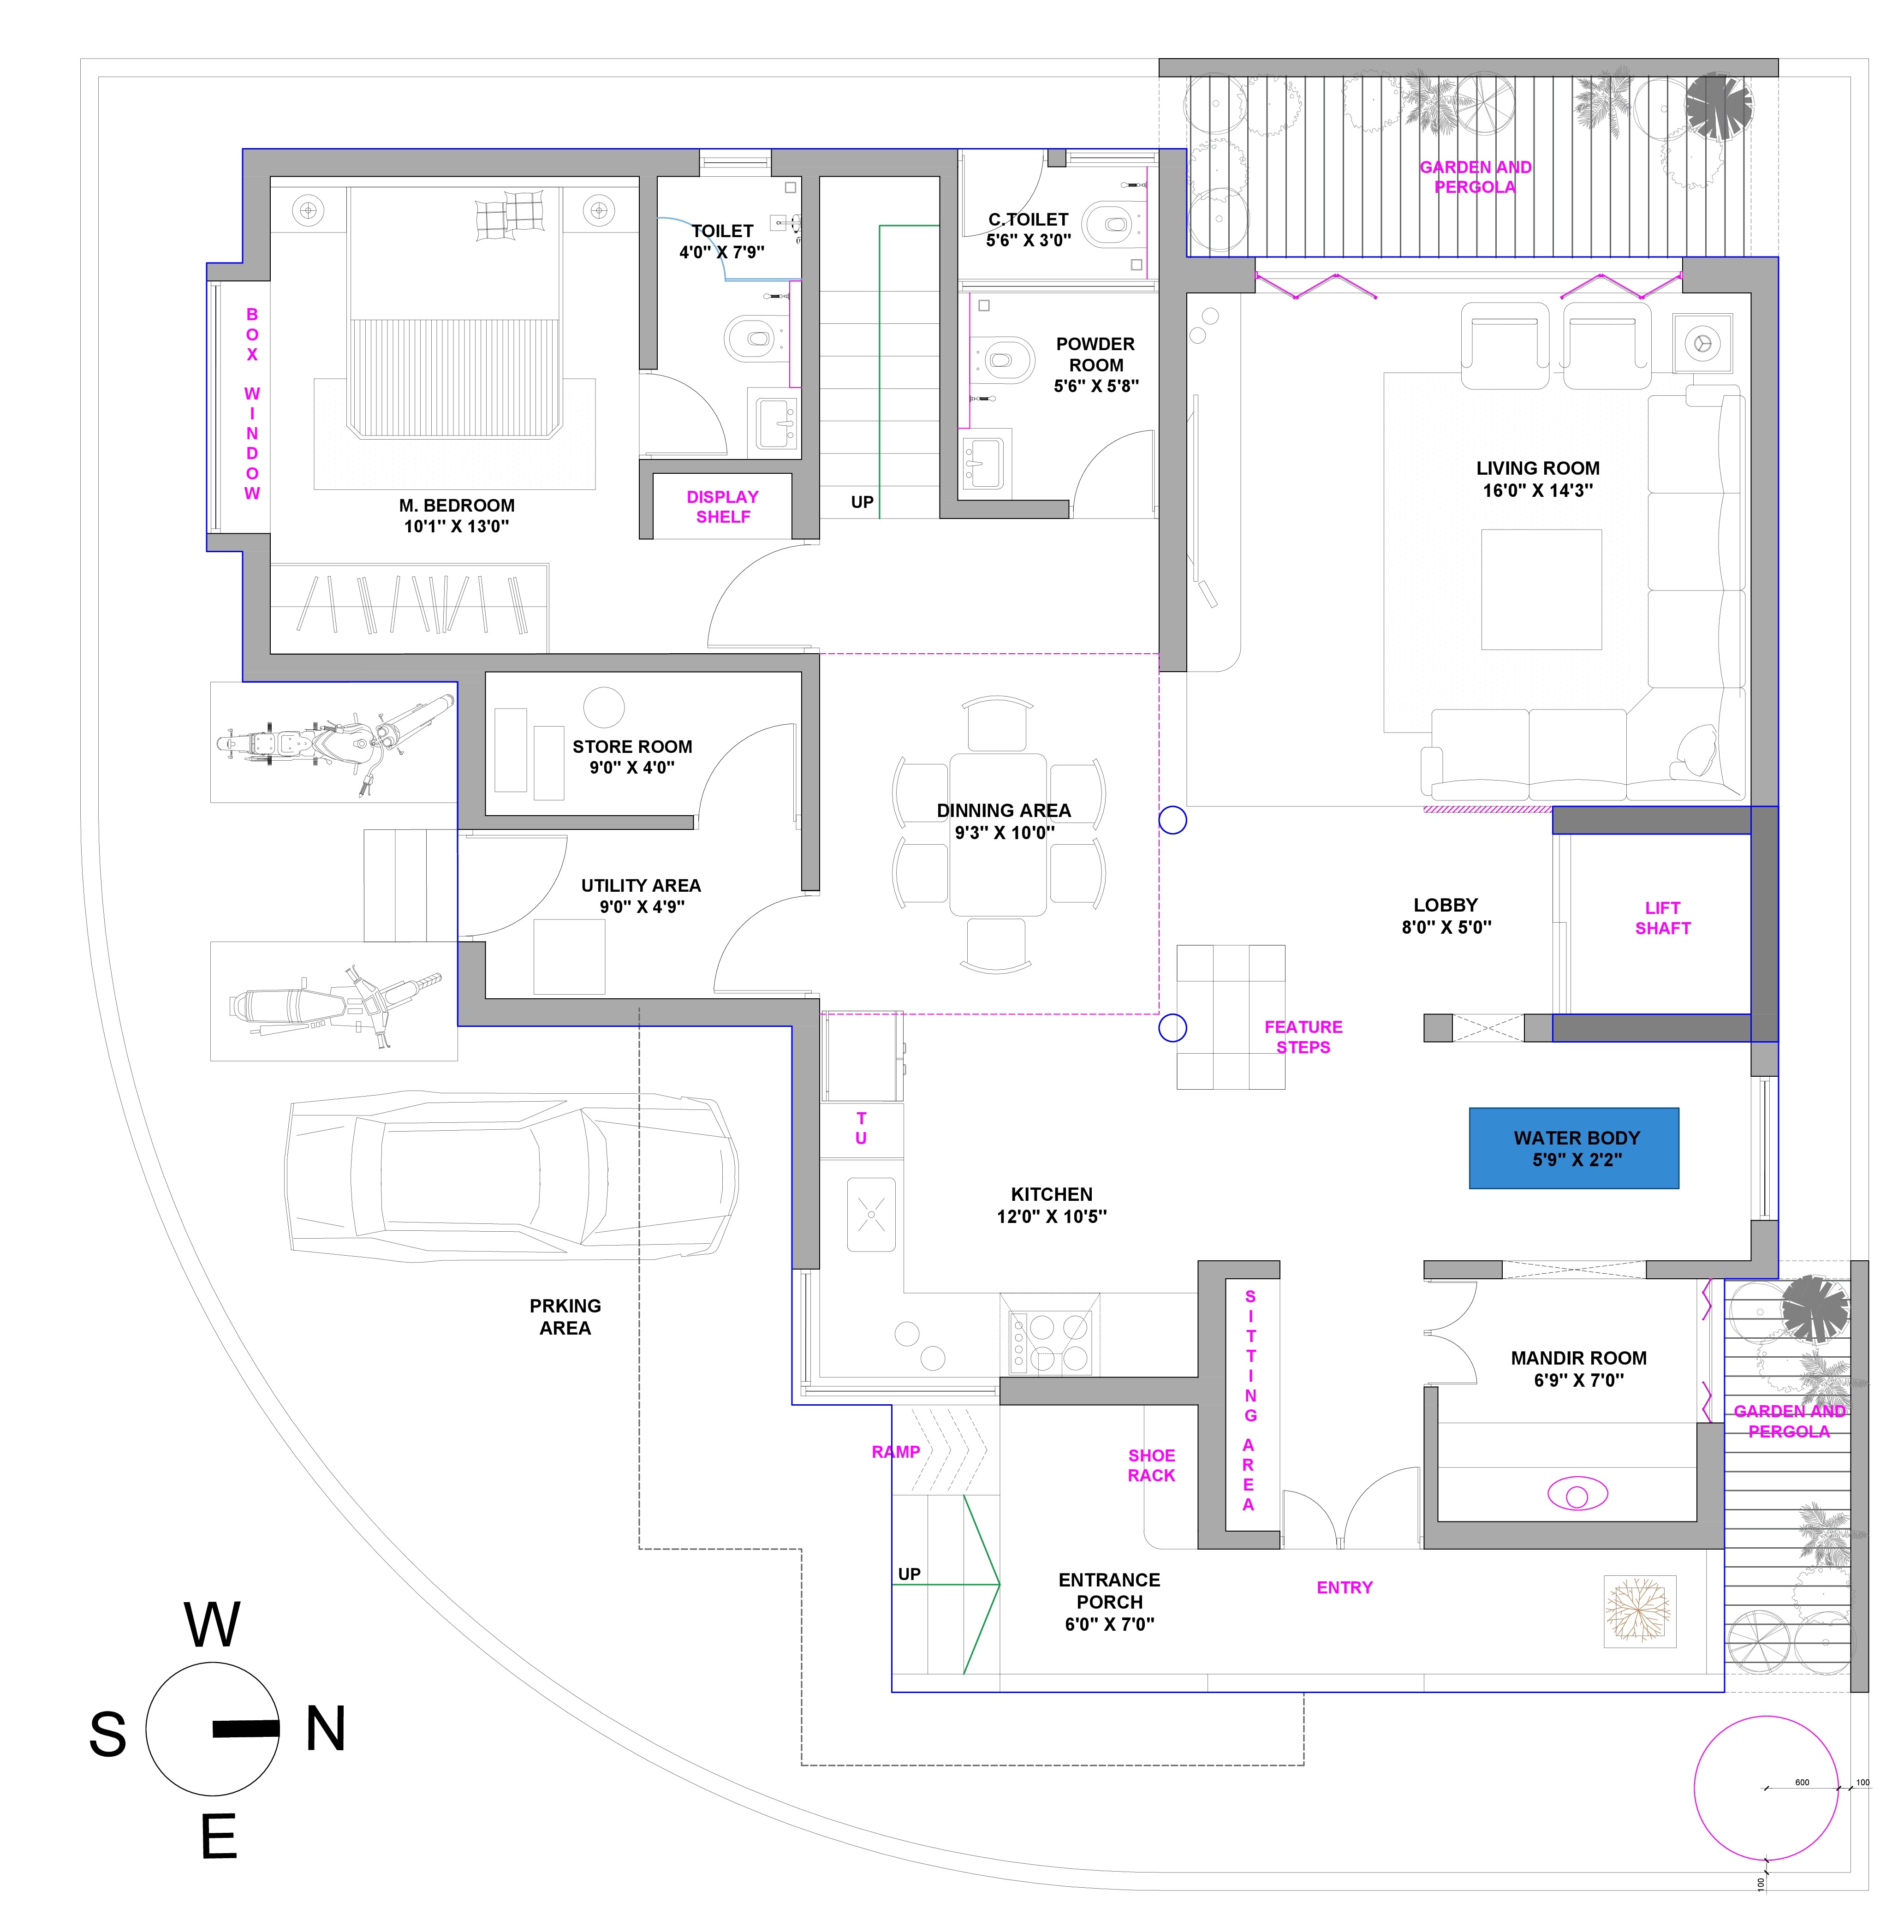 GARDEN AND
PERGOLA
TOILET
4'0" X 7'9"
C.TOILET
5'6" X 3'0"
BOX WINDOW
POWDER
ROOM
5'6" X 5'8"
M. BEDROOM
10'1" X 13'0"
DISPLAY
SHELF
UP
LIVING ROOM
16'0" X 14'3"
STORE ROOM
9'0" X 4'0"
DINNING AREA
9'3" X 10'0"
UTILITY AREA
9'0" X 4'9"
LOBBY
8'0" X 5'0"
LIFT
SHAFT
FEATURE
STEPS
TU
WATER BODY
5'9" X 2'2"
KITCHEN
12'0" X 10'5"
PRKING
AREA
SITTING AREA
MANDIR ROOM
6'9" X 7'0"
GARDEN AND
PERGOLA
RAMP
SHOE
RACK
UP
ENTRANCE
PORCH
6'0" X 7'0"
ENTRY
W
S
N
E
600
100
100